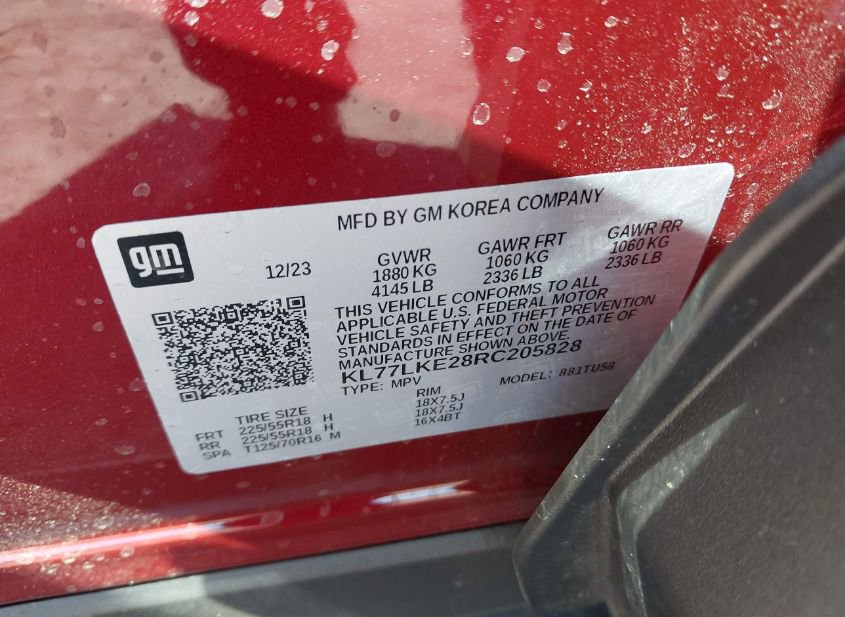 gm
MFD BY GM KOREA COMPANY
12/23
GVWR
1880 KG
4145 LB
GAWR FRT
1060 KG
2336 LB
GAWR RR
1060 KG
2336 LB
THIS VEHICLE CONFORMS TO ALL
APPLICABLE U.S. FEDERAL MOTOR
VEHICLE SAFETY AND THEFT PREVENTION
STANDARDS IN EFFECT ON THE DATE OF
MANUFACTURE SHOWN ABOVE.
KL77LKE28RC205828
TYPE: MPV MODEL: 881TU58
TIRE SIZE RIM
FRT 225/55R18 H 18X7.5J
RR 225/55R18 H 18X7.5J
SPA T125/70R16 M 16X4BT